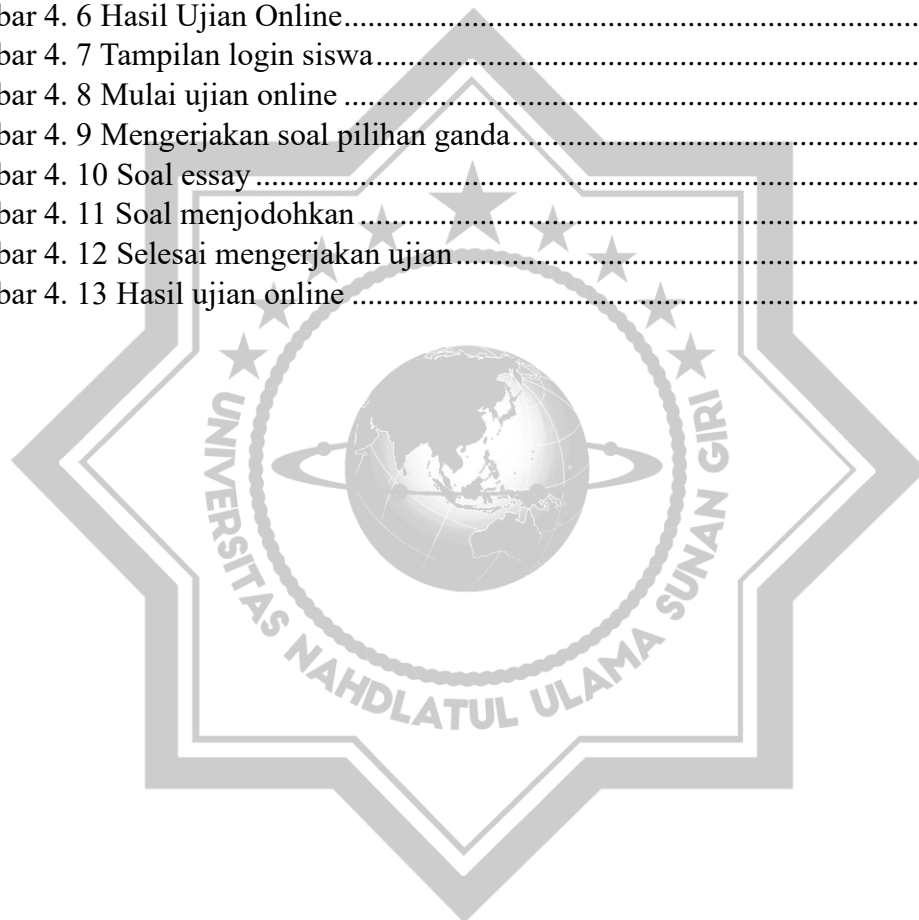 bar 4. 6 Hasil Ujian Online................................................................................
bar 4. 7 Tampilan login siswa............................................................................
bar 4. 8 Mulai ujian online ................................................................................
bar 4. 9 Mengerjakan soal pilihan ganda............................................................
bar 4. 10 Soal essay ..........................................................................................
bar 4. 11 Soal menjodohkan ..............................................................................
bar 4. 12 Selesai mengerjakan ujian...................................................................
bar 4. 13 Hasil ujian online ................................................................................
UNIVERSITAS NAHDLATUL ULAMA SUNAN GIRI